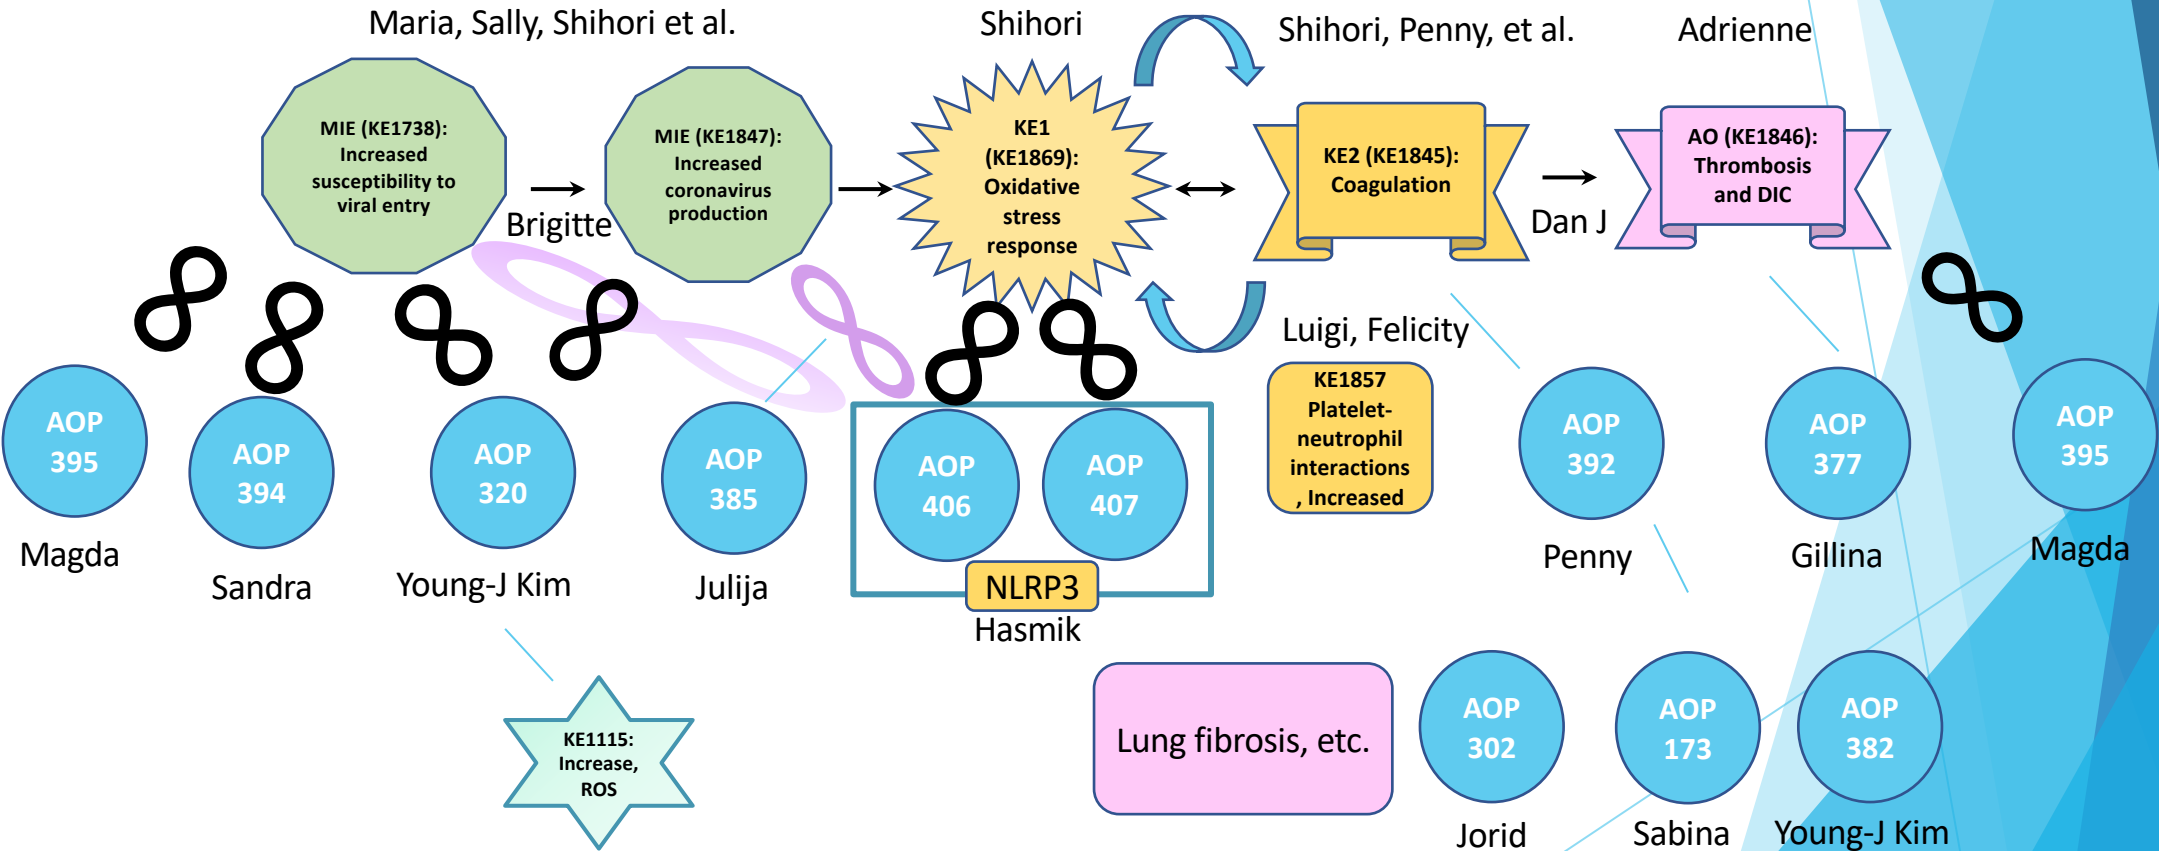 Maria, Sally, Shihori et al.
Shihori
Shihori, Penny, et al.
Adrienne
MIE (KE1738):
Increased
susceptibility to
viral entry
Brigitte
MIE (KE1847):
Increased
coronavirus
production
KE1
(KE1869):
Oxidative
stress
response
KE2 (KE1845):
Coagulation
Dan J
AO (KE1846):
Thrombosis
and DIC
Luigi, Felicity
KE1857
Platelet-
neutrophil
interactions
, Increased
AOP
395
Magda
AOP
394
Sandra
AOP
320
Young-J Kim
AOP
385
Julija
AOP
406
AOP
407
NLRP3
Hasmik
AOP
392
Penny
AOP
377
Gillina
AOP
395
Magda
KE1115:
Increase,
ROS
Lung fibrosis, etc.
AOP
302
Jorid
AOP
173
Sabina
AOP
382
Young-J Kim